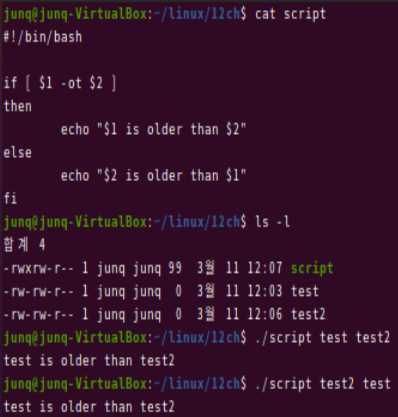 junq@junq-VirtualBox:~/linux/12ch$ cat script
#!/bin/bash
if [ $1 -ot $2 ]
then
echo "$1 is older than $2"
else
echo "$2 is older than $1"
fi
junq@junq-VirtualBox:~/linux/12ch$ ls -l
합계 4
-rwxrw-r-- 1 junq junq 99 3월 11 12:07 script
-rw-rw-r-- 1 junq junq 0 3월 11 12:03 test
-rw-rw-r-- 1 junq junq 0 3월 11 12:06 test2
junq@junq-VirtualBox:~/linux/12ch$ ./script test test2
test is older than test2
junq@junq-VirtualBox:~/linux/12ch$ ./script test2 test
test is older than test2